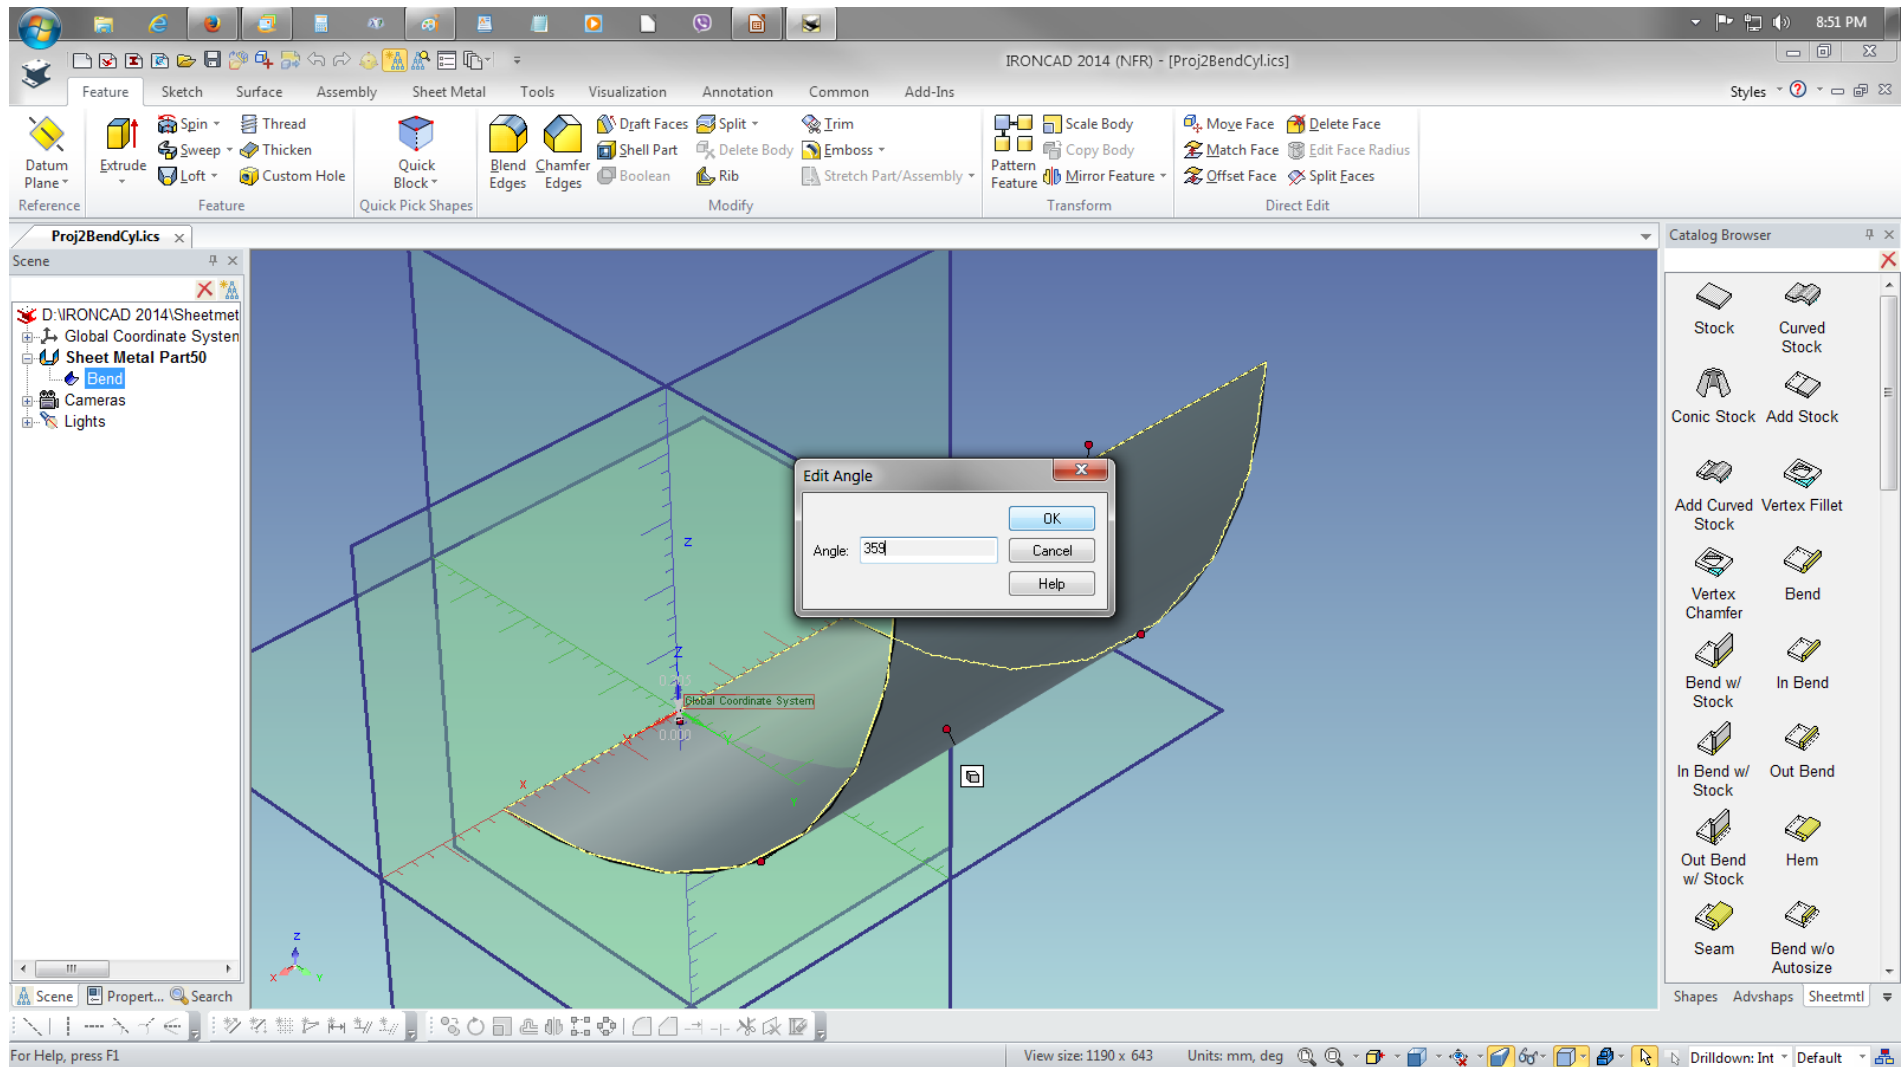 8:51 PM
IRONCAD 2014 (NFR) - [Proj2BendCyl.ics]
Feature Sketch Surface Assembly Sheet Metal Tools Visualization Annotation Common Add-Ins Styles
Spin Thread Draft Faces Split Trim Scale Body Move Face Delete Face
Sweep Thicken Shell Part Delete Body Emboss Copy Body Match Face Edit Face Radius
Datum Plane Extrude Loft Custom Hole Quick Block Blend Edges Chamfer Edges Boolean Rib Stretch Part/Assembly Pattern Feature Mirror Feature Offset Face Split Faces
Reference Feature Quick Pick Shapes Modify Transform Direct Edit
Proj2BendCyl.ics
Scene
D:\IRONCAD 2014\Sheetmet
Global Coordinate System
Sheet Metal Part50
Bend
Cameras
Lights
Scene Propert... Search
Edit Angle
OK
Angle: 359
Cancel
Help
Z
Z
Global Coordinate System
0.000
X
X
Y
Z
X Y
Catalog Browser
Stock Curved Stock
Conic Stock Add Stock
Add Curved Stock Vertex Fillet
Vertex Chamfer Bend
Bend w/ Stock In Bend
In Bend w/ Stock Out Bend
Out Bend w/ Stock Hem
Seam Bend w/o Autosize
Shapes Advshaps Sheetmtl
For Help, press F1
View size: 1190 x 643 Units: mm, deg Drilldown: Int Default